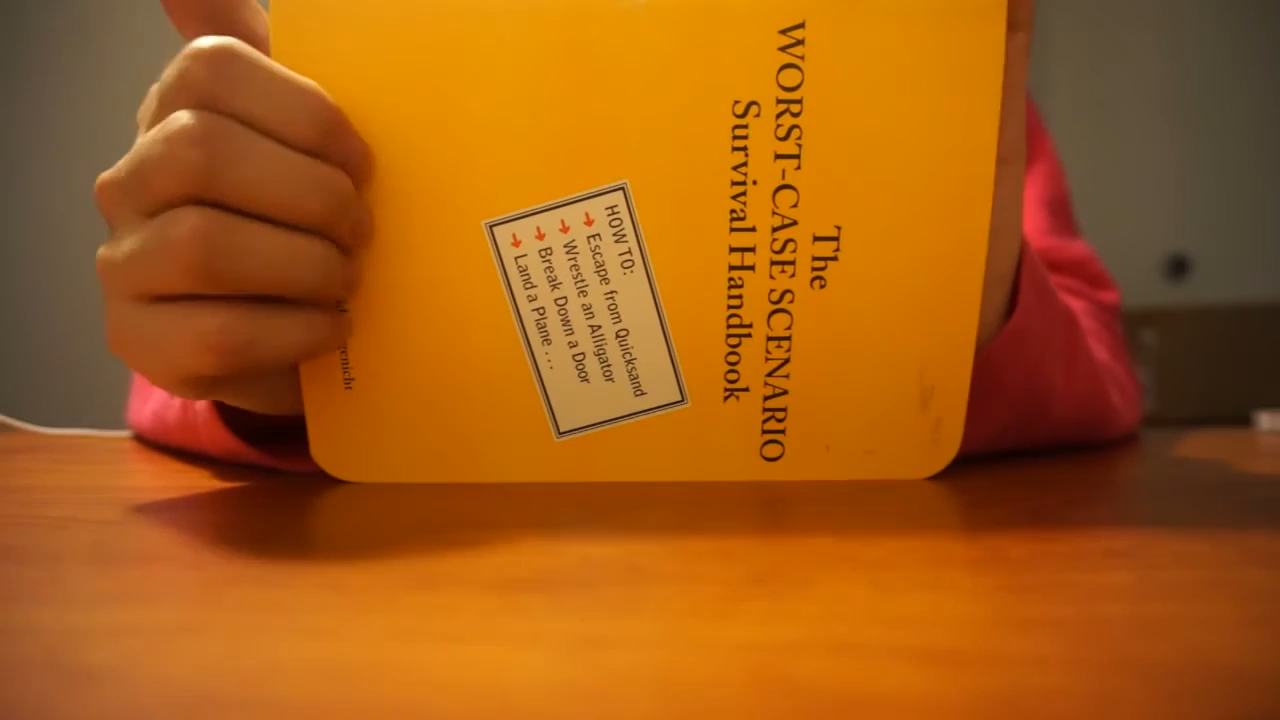 The
WORST-CASE SCENARIO
Survival Handbook
HOW TO:
→ Escape from Quicksand
→ Wrestle an Alligator
→ Break Down a Door
→ Land a Plane ...